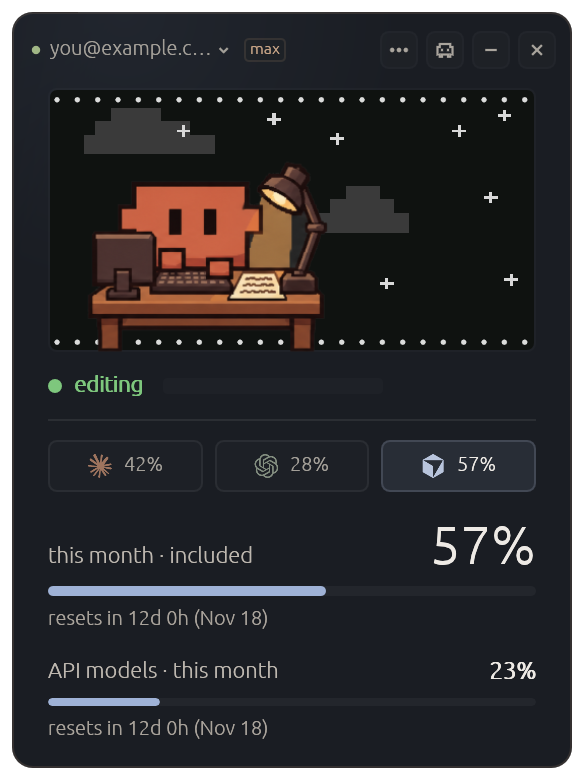 you@example.c...
max
editing
42%
28%
57%
this month · included
57%
resets in 12d 0h (Nov 18)
API models · this month
23%
resets in 12d 0h (Nov 18)